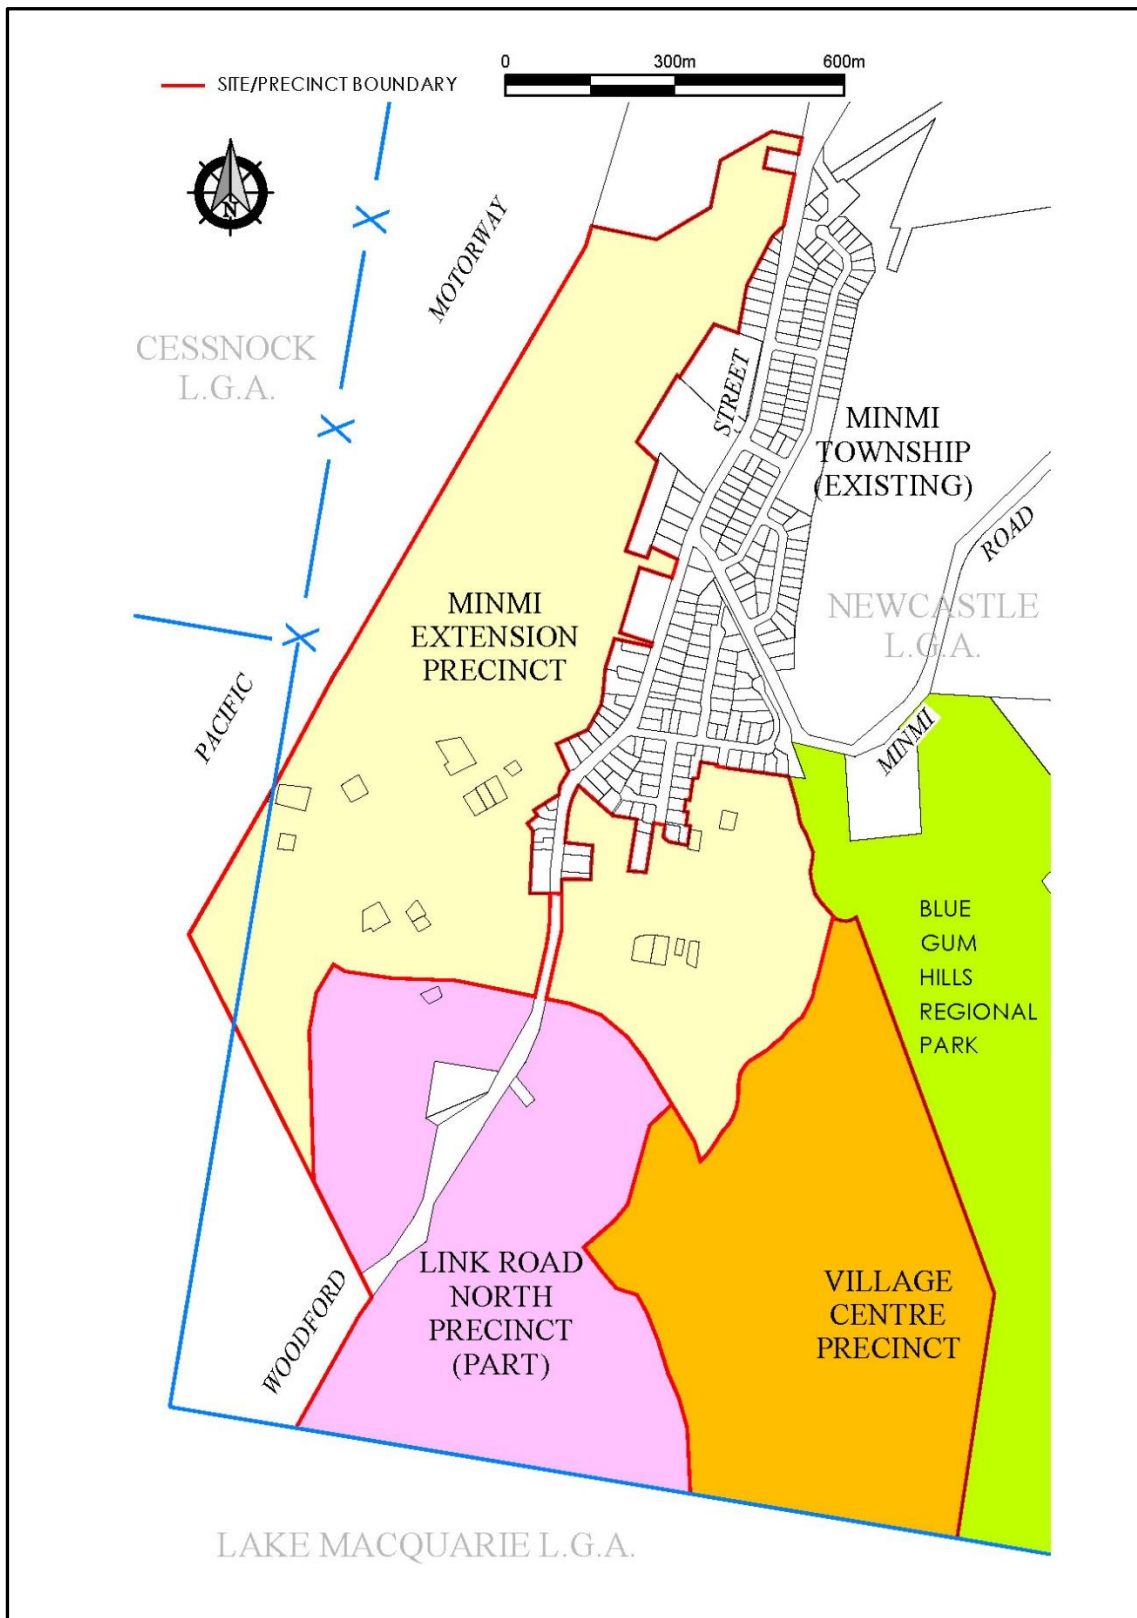 0 300m 600m
SITE/PRECINCT BOUNDARY
N
MOTORWAY
CESSNOCK
L.G.A.
STREET
MINMI
TOWNSHIP
(EXISTING)
ROAD
MINMI
EXTENSION
PRECINCT
NEWCASTLE
L.G.A.
PACIFIC
MINMI
BLUE
GUM
HILLS
REGIONAL
PARK
LINK ROAD
NORTH
PRECINCT
(PART)
VILLAGE
CENTRE
PRECINCT
WOODFORD
LAKE MACQUARIE L.G.A.